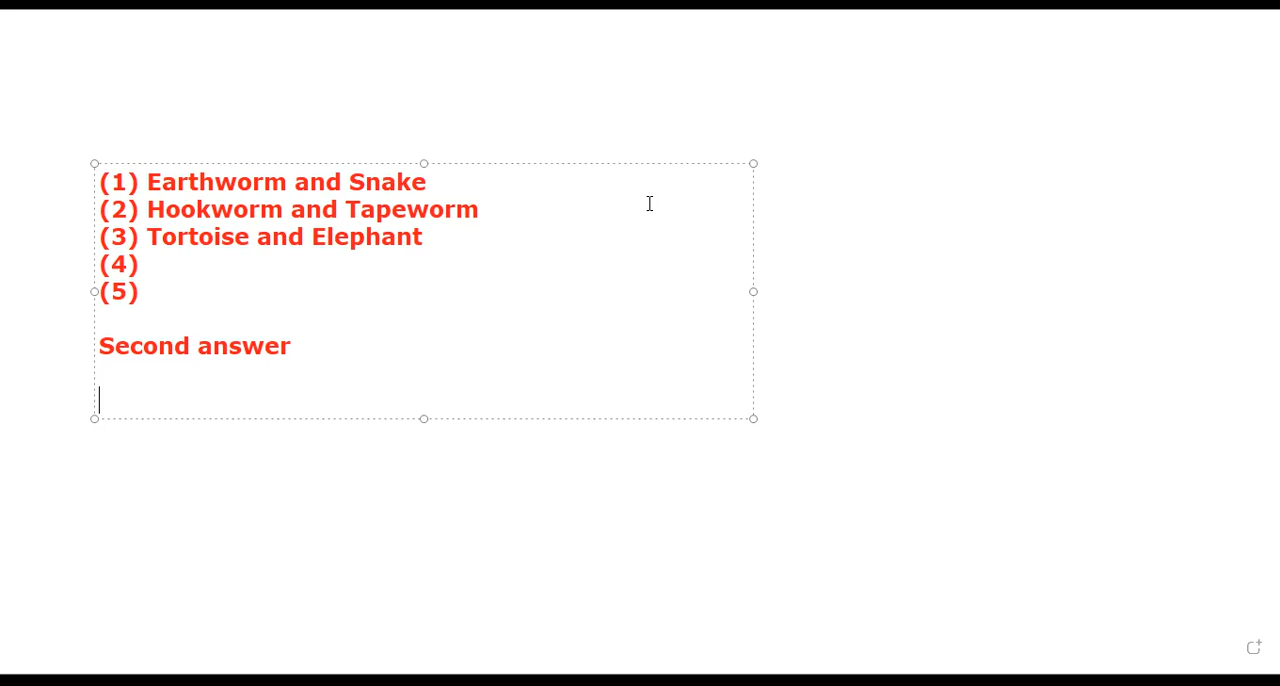 (1) Earthworm and Snake
(2) Hookworm and Tapeworm
(3) Tortoise and Elephant
(4)
(5)
Second answer